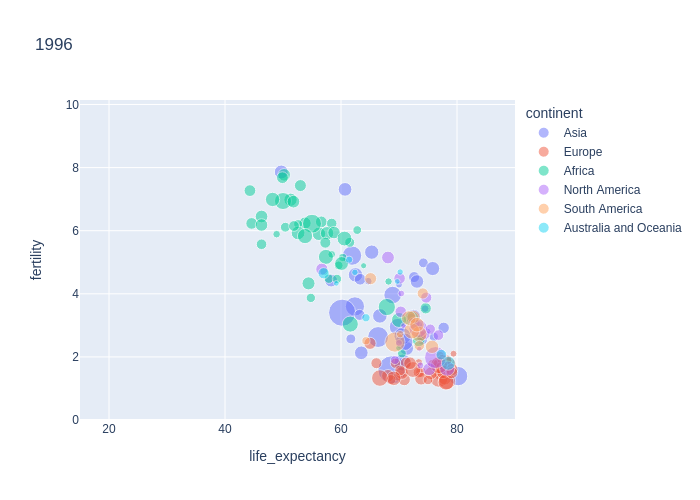 1996
continent
Asia
Europe
Africa
North America
South America
Australia and Oceania
fertility
10
8
6
4
2
0
20
40
60
80
life_expectancy